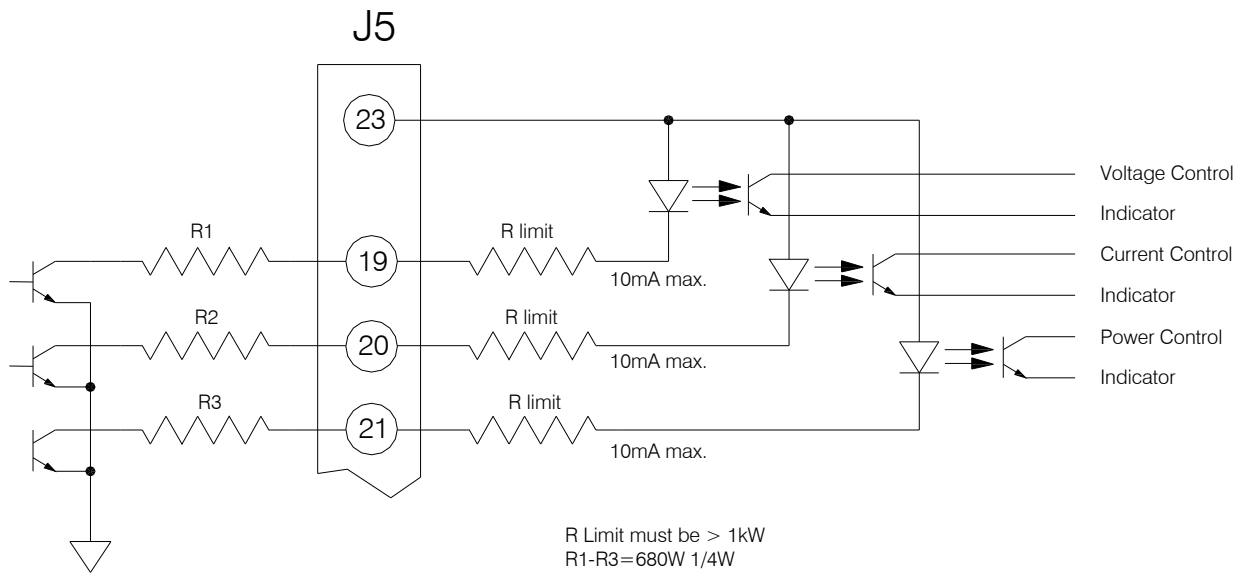 J5
23
Voltage Control
Indicator
R1
19
R limit
10mA max.
Current Control
Indicator
R2
20
R limit
10mA max.
Power Control
Indicator
R3
21
R limit
10mA max.
R Limit must be > 1kW
R1-R3=680W 1/4W